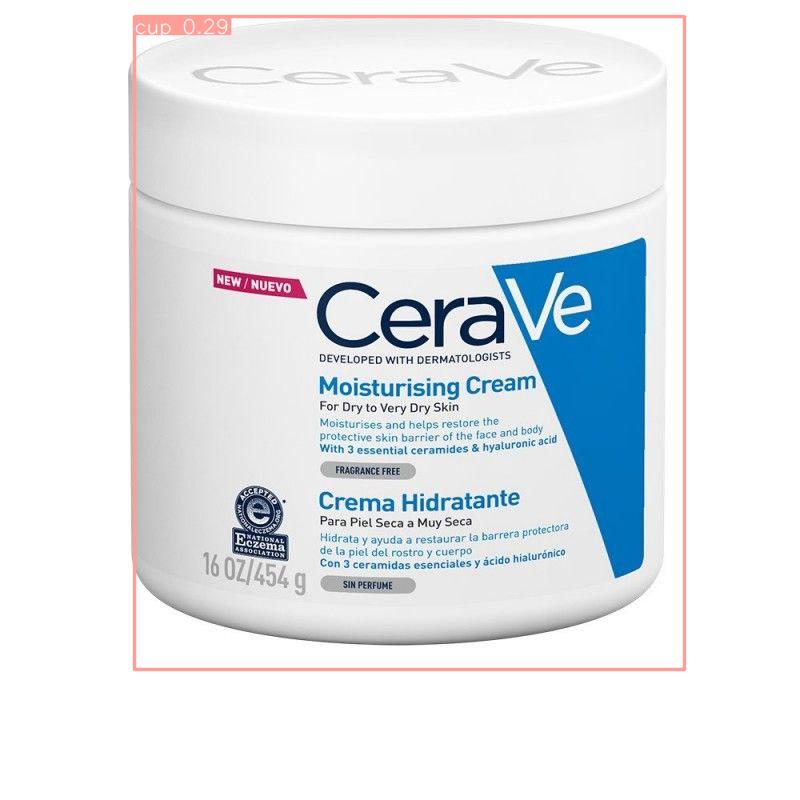 cup 0.29
CeraVe
NEW / NUEVO
CeraVe
DEVELOPED WITH DERMATOLOGISTS
Moisturising Cream
For Dry to Very Dry Skin
Moisturises and helps restore the
protective skin barrier of the face and body
With 3 essential ceramides & hyaluronic acid
FRAGRANCE FREE
Crema Hidratante
Para Piel Seca a Muy Seca
Hidrata y ayuda a restaurar la barrera protectora
de la piel del rostro y cuerpo
Con 3 ceramidas esenciales y ácido hialurónico
SIN PERFUME
ACCEPTED
e
NATIONALECZEMA.ORG
NATIONAL
Eczema
ASSOCIATION
16 OZ/454 g